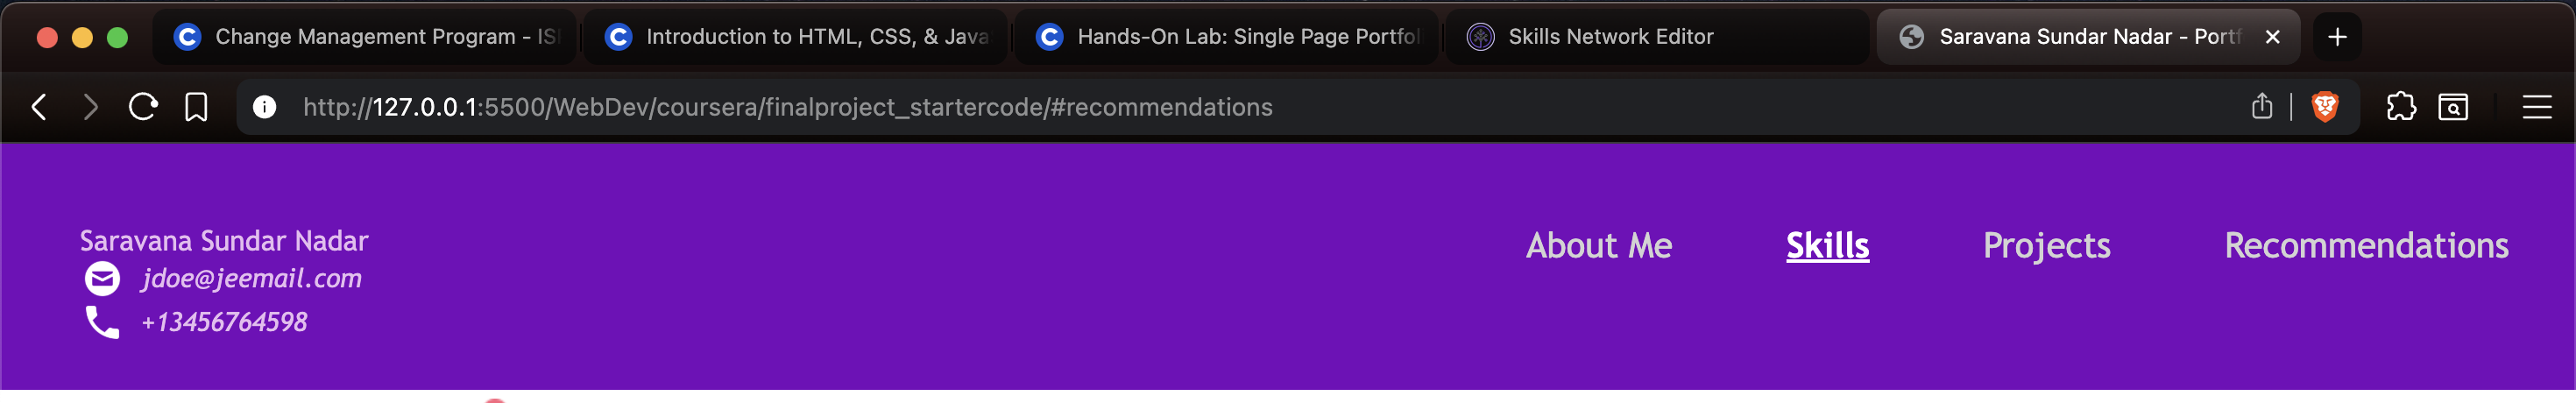 Change Management Program - IS
Introduction to HTML, CSS, & Java
Hands-On Lab: Single Page Portfol
Skills Network Editor
Saravana Sundar Nadar - Portf
http://127.0.0.1:5500/WebDev/coursera/finalproject_startercode/#recommendations
Saravana Sundar Nadar
jdoe@jeemail.com
+13456764598
About Me Skills Projects Recommendations